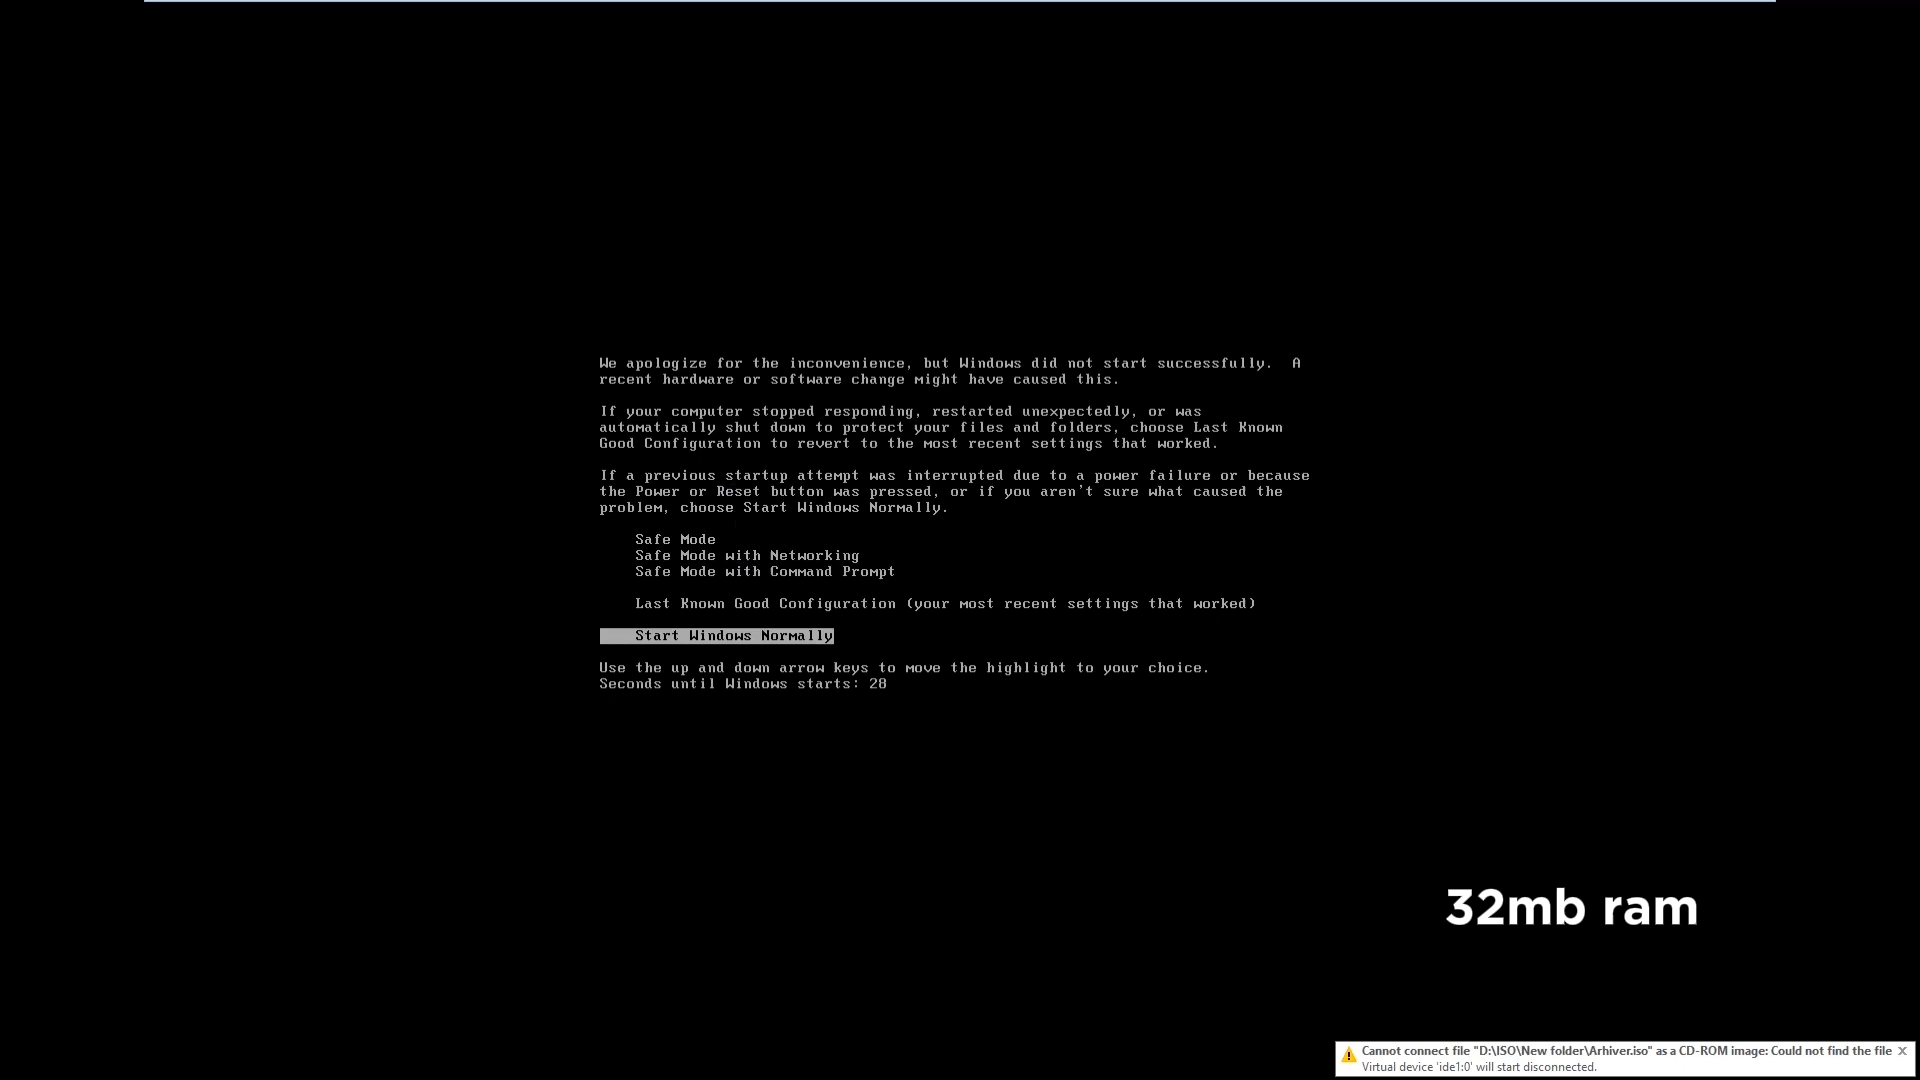 We apologize for the inconvenience, but Windows did not start successfully.  A
recent hardware or software change might have caused this.
If your computer stopped responding, restarted unexpectedly, or was
automatically shut down to protect your files and folders, choose Last Known
Good Configuration to revert to the most recent settings that worked.
If a previous startup attempt was interrupted due to a power failure or because
the Power or Reset button was pressed, or if you aren't sure what caused the
problem, choose Start Windows Normally.
Safe Mode
Safe Mode with Networking
Safe Mode with Command Prompt
Last Known Good Configuration (your most recent settings that worked)
Start Windows Normally
Use the up and down arrow keys to move the highlight to your choice.
Seconds until Windows starts: 28
32mb ram
Cannot connect file "D:\ISO\New folder\Arhiver.iso" as a CD-ROM image: Could not find the file
Virtual device 'ide1:0' will start disconnected.